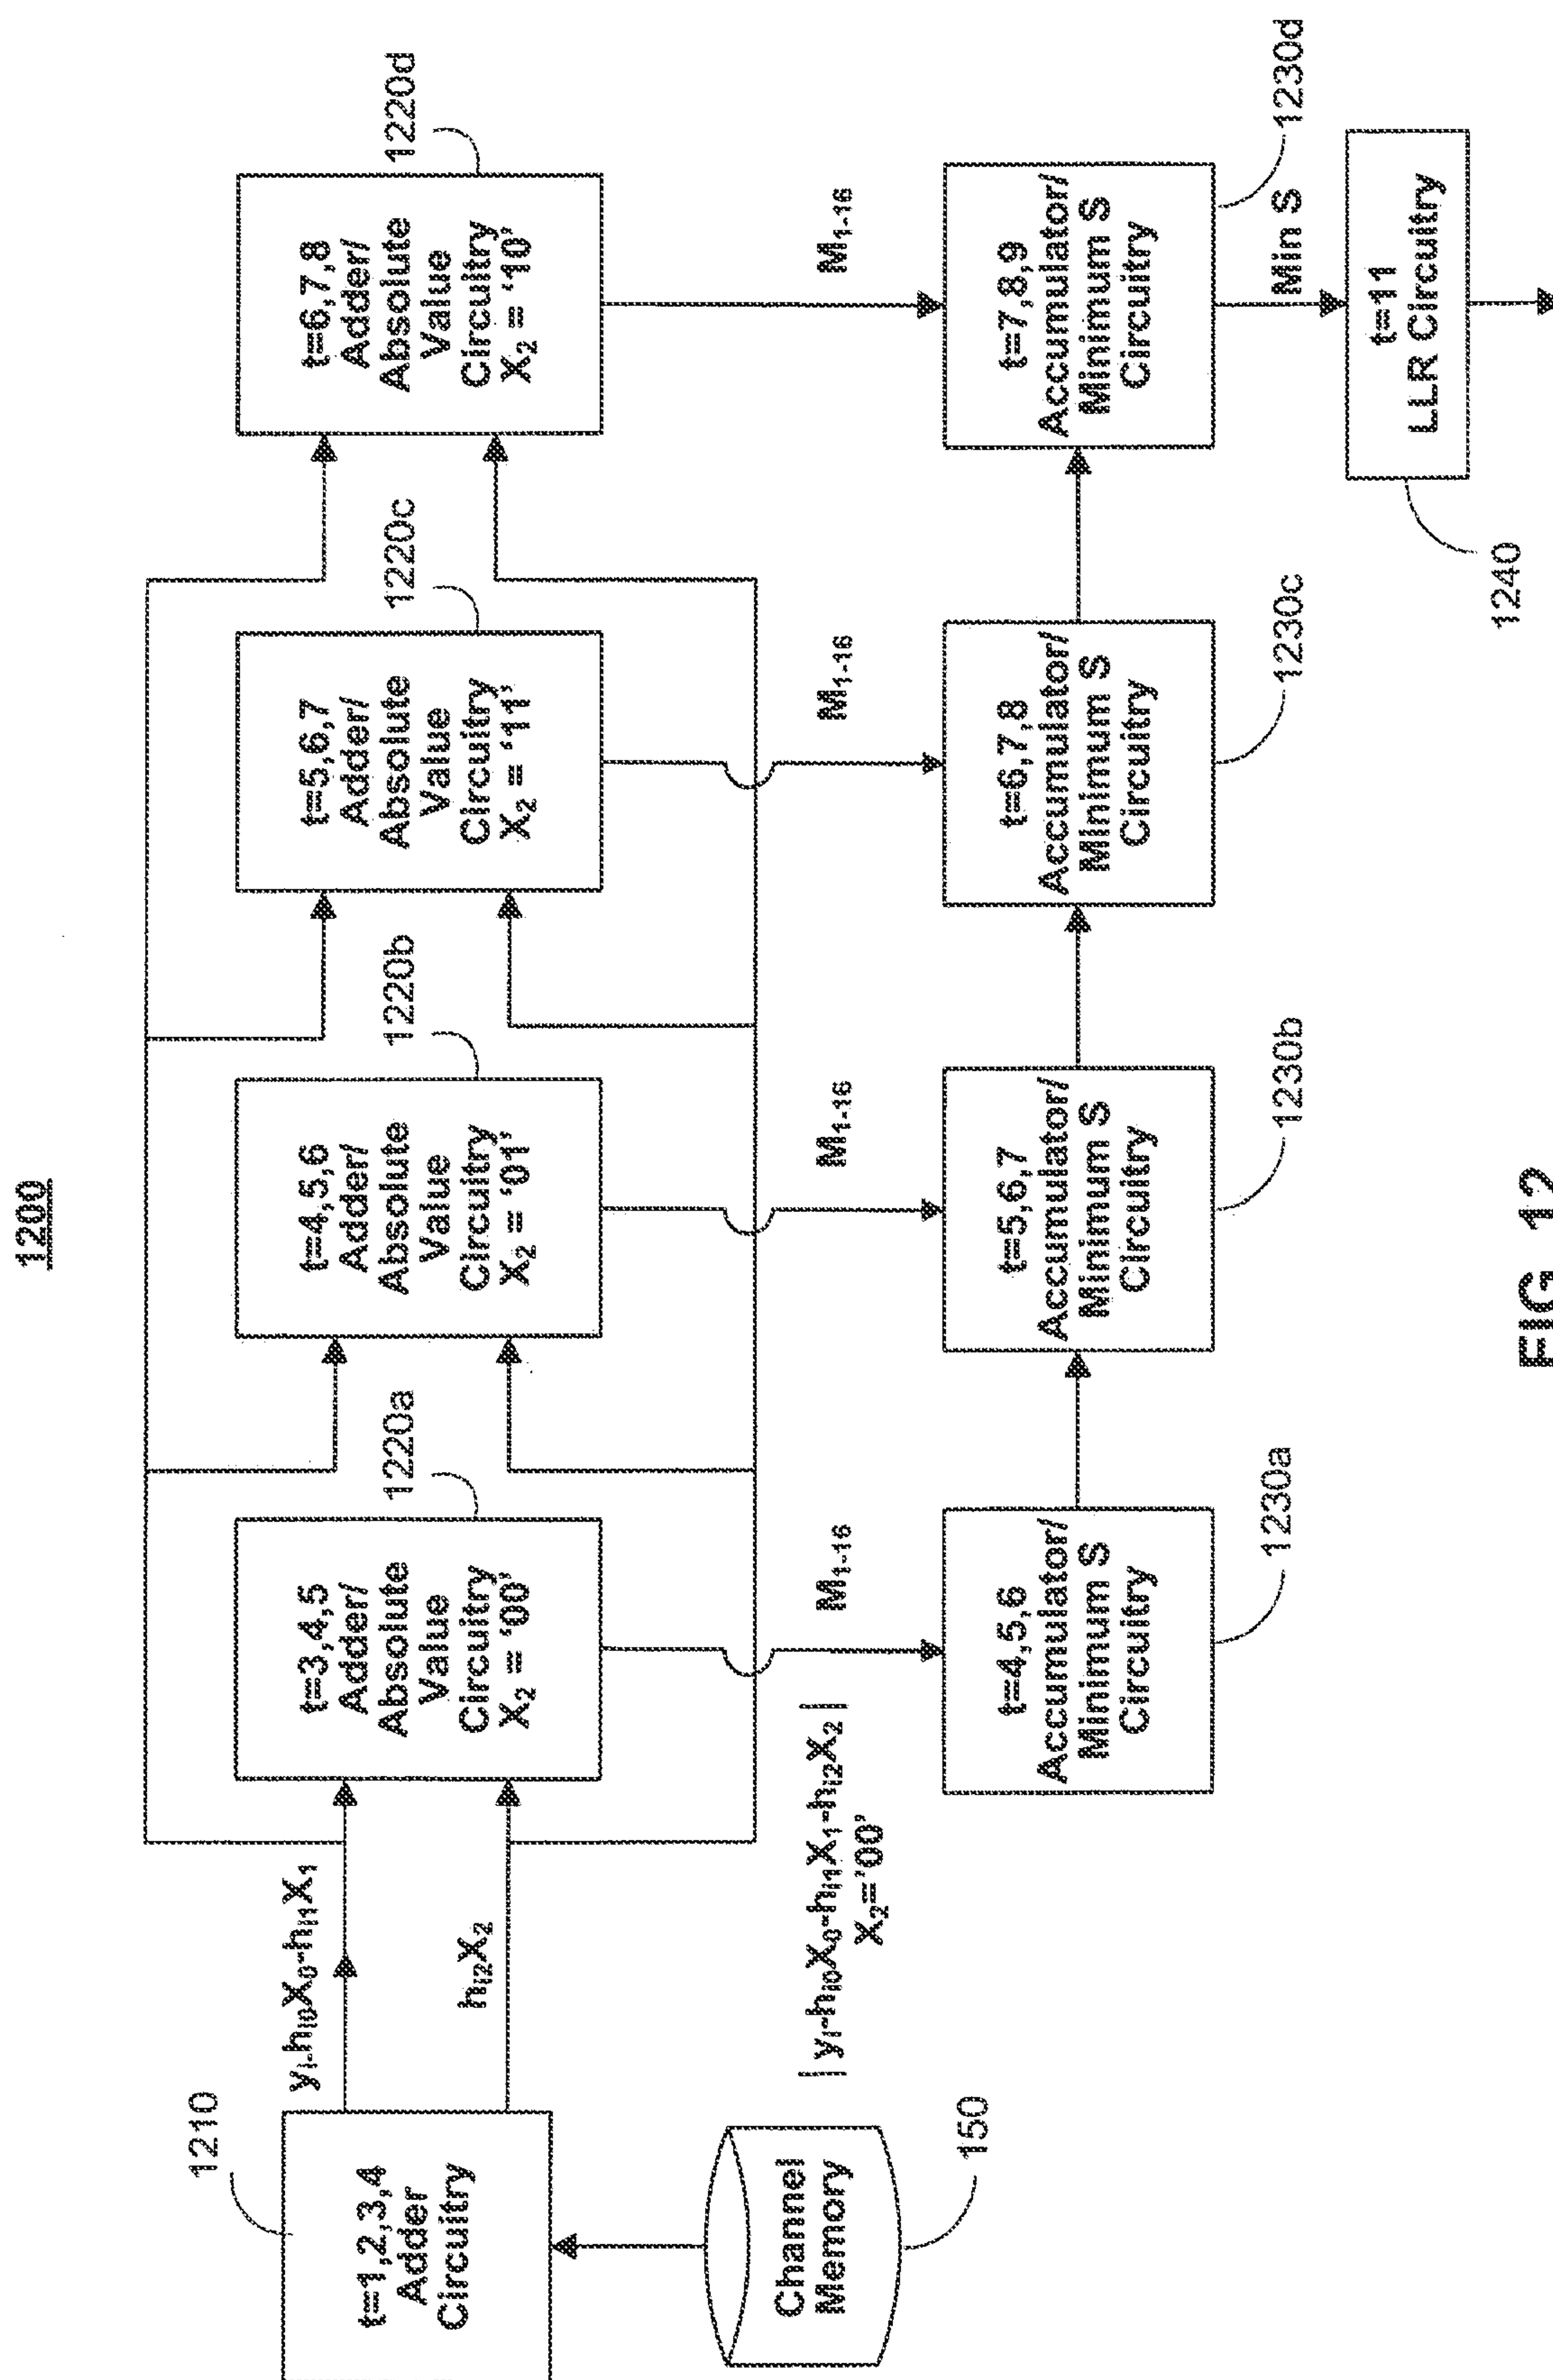 1200
1210
t=1,2,3,4
Adder
Circuitry
Channel
Memory
150
yᵢ-hᵢ₀X₀-hᵢ₁X₁
hᵢ₂X₂
1220a
t=3,4,5
Adder/
Absolute
Value
Circuitry
X₂ = ‘00’
1220b
t=4,5,6
Adder/
Absolute
Value
Circuitry
X₂ = ‘01’
1220c
t=5,6,7
Adder/
Absolute
Value
Circuitry
X₂ = ‘11’
1220d
t=6,7,8
Adder/
Absolute
Value
Circuitry
X₂ = ‘10’
| yᵢ-hᵢ₀X₀-hᵢ₁X₁-hᵢ₂X₂ |
X₂=‘00’
M₁₋₁₆
M₁₋₁₆
M₁₋₁₆
M₁₋₁₆
t=4,5,6
Accumulator/
Minimum S
Circuitry
1230a
t=5,6,7
Accumulator/
Minimum S
Circuitry
1230b
t=6,7,8
Accumulator/
Minimum S
Circuitry
1230c
t=7,8,9
Accumulator/
Minimum S
Circuitry
1230d
Min S
t=11
LLR Circuitry
1240
FIG. 12